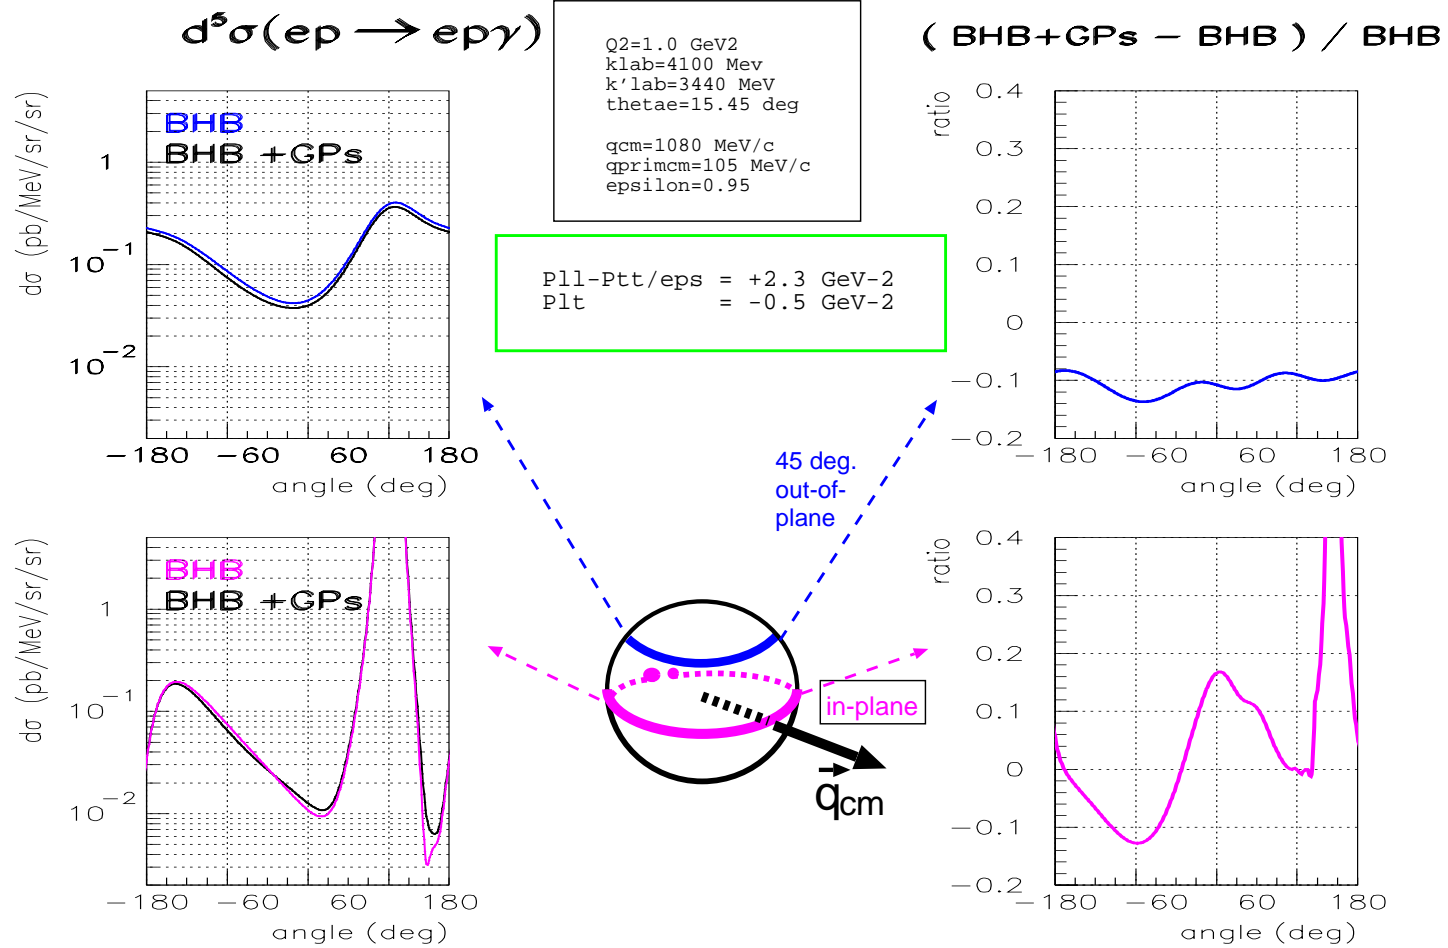 d⁵σ(ep → epγ)
Q2=1.0 GeV2
klab=4100 Mev
k'lab=3440 MeV
thetae=15.45 deg
qcm=1080 MeV/c
qprimcm=105 MeV/c
epsilon=0.95
( BHB+GPs − BHB ) / BHB
dσ (pb/MeV/sr/sr)
BHB
BHB +GPs
1
10⁻¹
10⁻²
−180 −60 60 180
angle (deg)
Pll-Ptt/eps = +2.3 GeV-2
Plt = -0.5 GeV-2
ratio
0.4
0.3
0.2
0.1
0
−0.1
−0.2
−180 −60 60 180
angle (deg)
45 deg.
out-of-
plane
dσ (pb/MeV/sr/sr)
BHB
BHB +GPs
1
10⁻¹
10⁻²
−180 −60 60 180
angle (deg)
in-plane
q⃗cm
ratio
0.4
0.3
0.2
0.1
0
−0.1
−0.2
−180 −60 60 180
angle (deg)